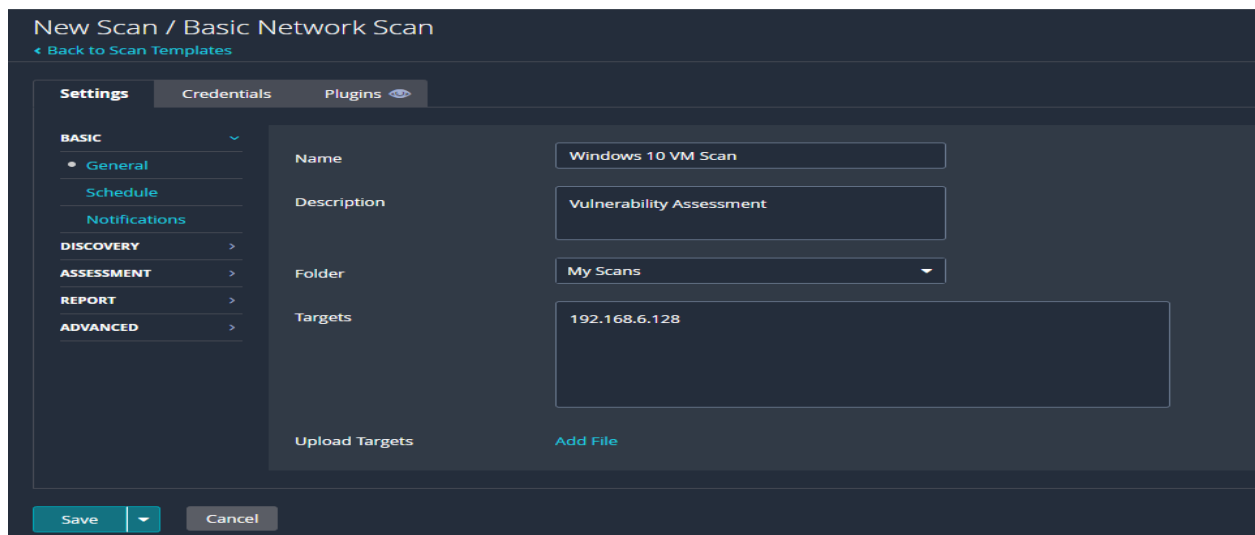 New Scan / Basic Network Scan
< Back to Scan Templates
Settings Credentials Plugins
BASIC
General
Schedule
Notifications
DISCOVERY >
ASSESSMENT >
REPORT >
ADVANCED >
Name Windows 10 VM Scan
Description Vulnerability Assessment
Folder My Scans
Targets 192.168.6.128
Upload Targets Add File
Save Cancel